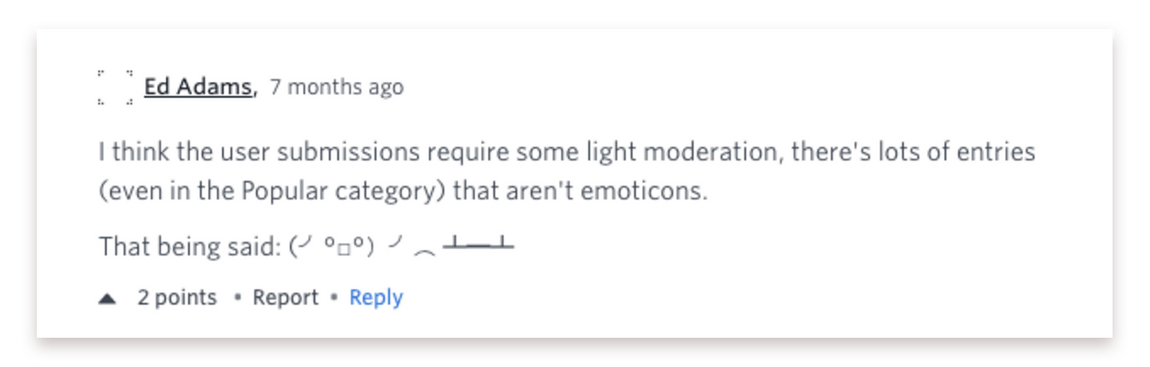 Ed Adams, 7 months ago
I think the user submissions require some light moderation, there's lots of entries
(even in the Popular category) that aren't emoticons.
That being said: (╯°□°) ╯ ︵ ┻━┻
▲ 2 points • Report • Reply